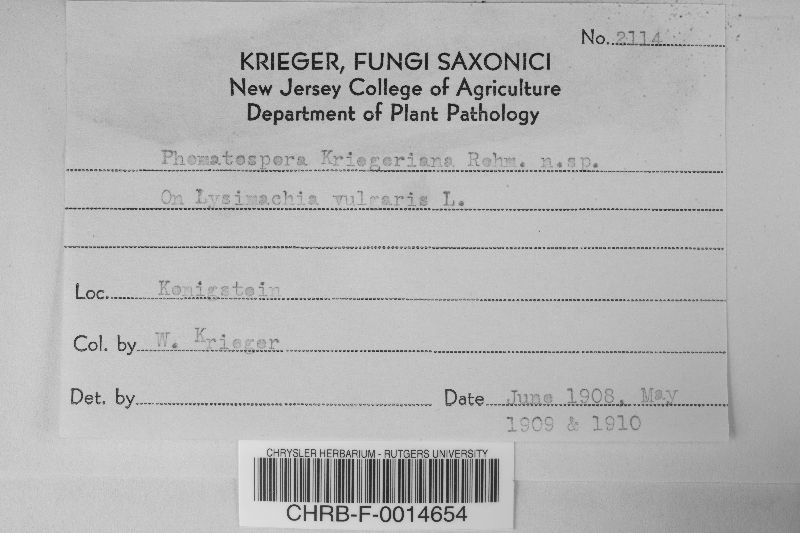 No. 2114
KRIEGER, FUNGI SAXONICI
New Jersey College of Agriculture
Department of Plant Pathology
Phomatospora Kriegeriana Rehm. n.sp.
On Lysimachia vulgaris L.
Loc. Konigstein
Col. by W. Krieger
Det. by Date June 1908, May
1909 & 1910
CHRYSLER HERBARIUM - RUTGERS UNIVERSITY
CHRB-F-0014654